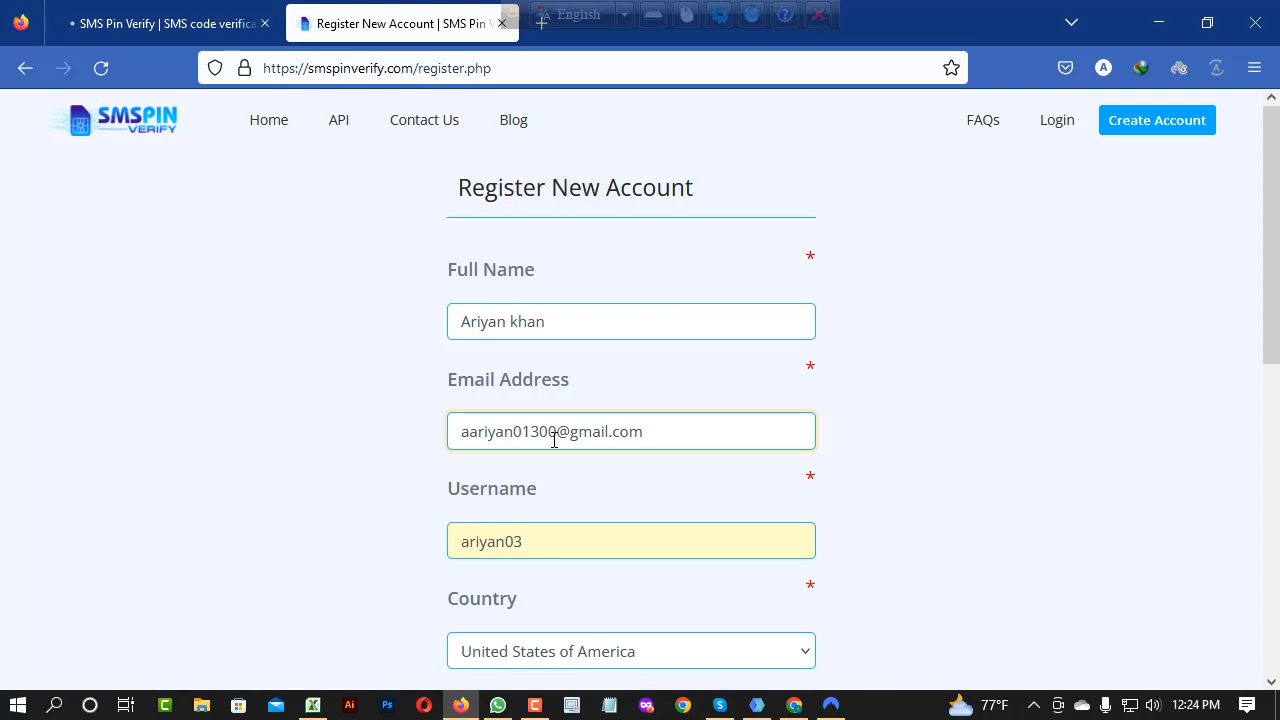 SMS Pin Verify | SMS code verifica
Register New Account | SMS Pin V
English
https://smspinverify.com/register.php
SMSPIN
VERIFY
Home
API
Contact Us
Blog
FAQs
Login
Create Account
Register New Account
*
Full Name
Ariyan khan
*
Email Address
aariyan01300@gmail.com
*
Username
ariyan03
*
Country
United States of America
77°F
12:24 PM